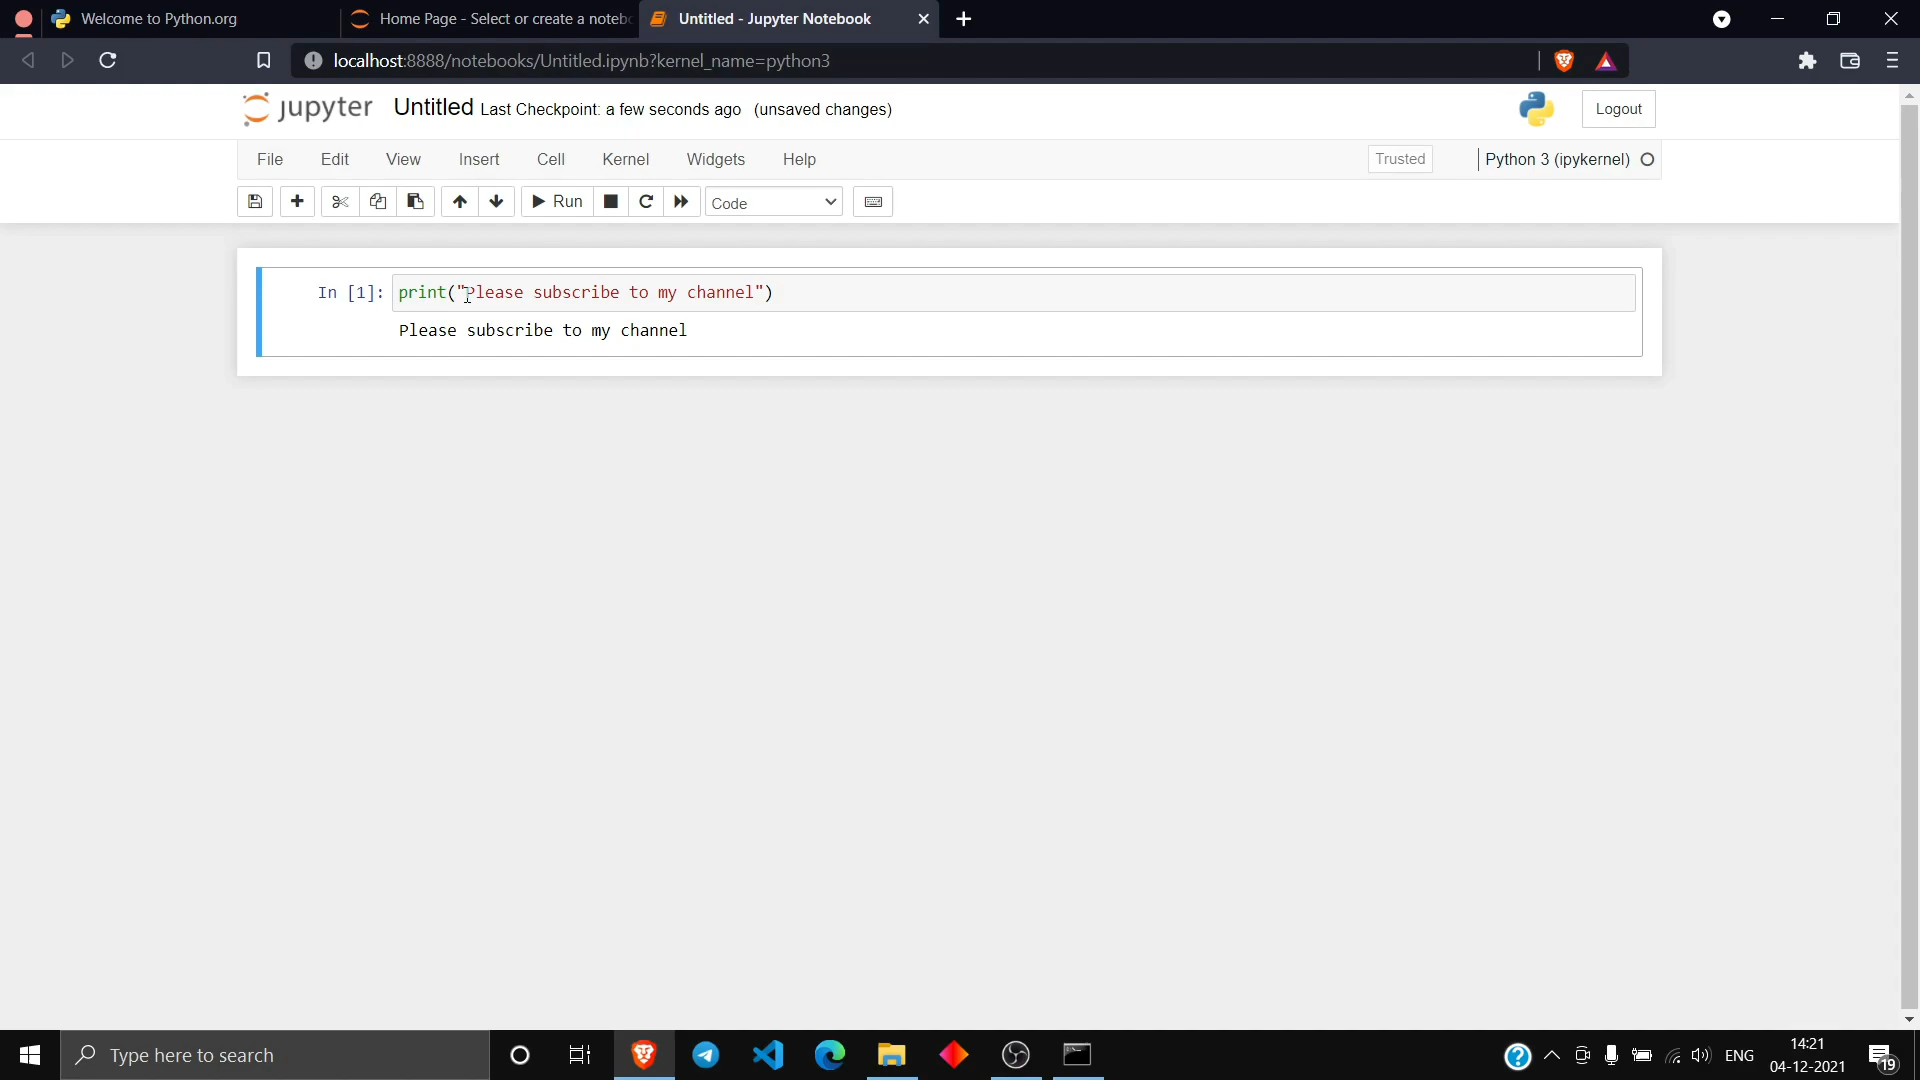 Welcome to Python.org
Home Page - Select or create a noteb
Untitled - Jupyter Notebook
localhost:8888/notebooks/Untitled.ipynb?kernel_name=python3
jupyter Untitled Last Checkpoint: a few seconds ago (unsaved changes)
Logout
File Edit View Insert Cell Kernel Widgets Help
Trusted
Python 3 (ipykernel)
Run
Code
In [1]: print("Please subscribe to my channel")
Please subscribe to my channel
Type here to search
ENG
14:21
04-12-2021
19